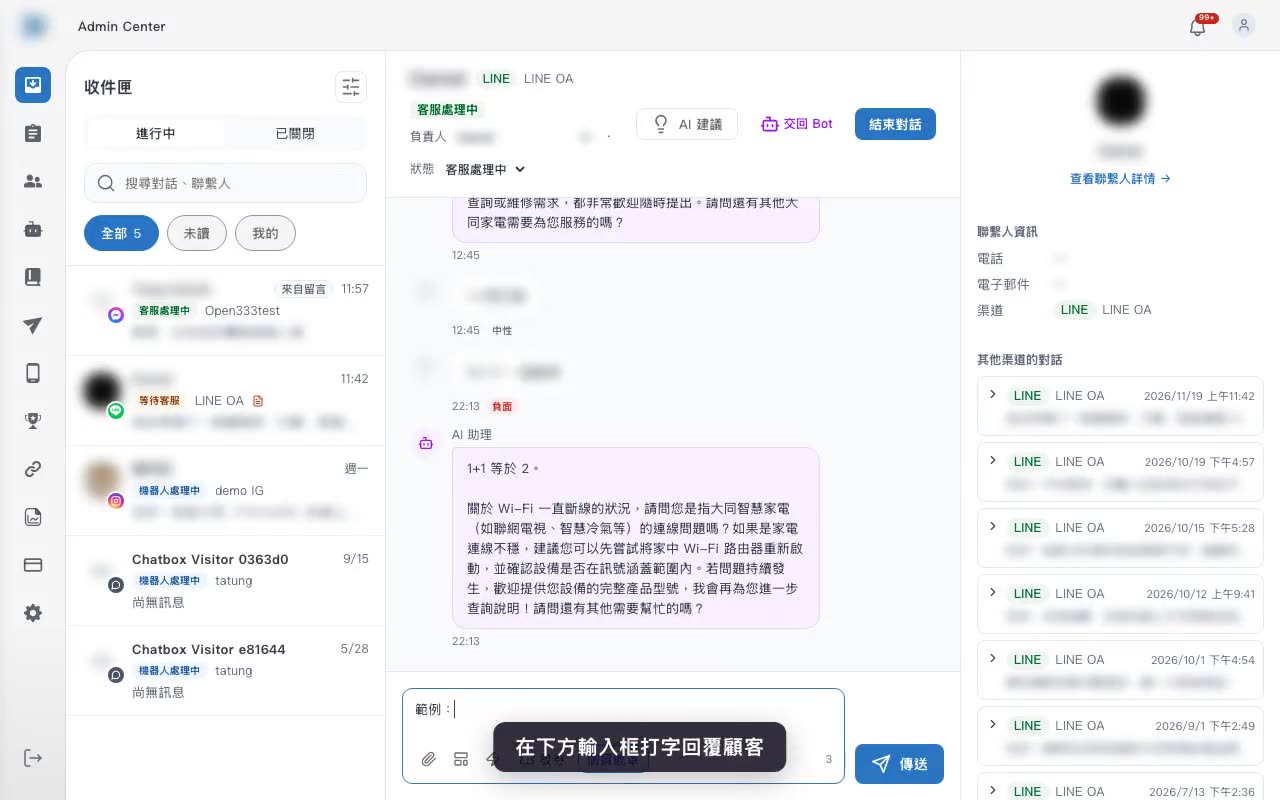 Admin Center
99+
收件匣
進行中
已關閉
搜尋對話、聯繫人
全部 5
未讀
我的
來自留言
11:57
客服處理中
Open333test
11:42
等待客服
LINE OA
週一
機器人處理中
demo IG
Chatbox Visitor 0363d0
9/15
機器人處理中
tatung
尚無訊息
Chatbox Visitor e81644
5/28
機器人處理中
tatung
尚無訊息
LINE
LINE OA
客服處理中
負責人
·
AI 建議
交回 Bot
結束對話
狀態
客服處理中
查詢或維修需求，都非常歡迎隨時提出。請問還有其他大
同家電需要為您服務的嗎？
12:45
12:45
中性
22:13
負面
AI 助理
1+1 等於 2。
關於 Wi-Fi 一直斷線的狀況，請問您是指大同智慧家電
（如聯網電視、智慧冷氣等）的連線問題嗎？如果是家電
連線不穩，建議您可以先嘗試將家中 Wi-Fi 路由器重新啟
動，並確認設備是否在訊號涵蓋範圍內。若問題持續發
生，歡迎提供您設備的完整產品型號，我會再為您進一步
查詢說明！請問還有其他需要幫忙的嗎？
22:13
範例：
在下方輸入框打字回覆顧客
3
傳送
查看聯繫人詳情 →
聯繫人資訊
電話
電子郵件
渠道
LINE
LINE OA
其他渠道的對話
LINE
LINE OA
2026/11/19 上午11:42
LINE
LINE OA
2026/10/19 下午4:57
LINE
LINE OA
2026/10/15 下午5:28
LINE
LINE OA
2026/10/12 上午9:41
LINE
LINE OA
2026/10/1 下午4:54
LINE
LINE OA
2026/9/1 下午2:49
LINE
LINE OA
2026/7/13 下午2:36